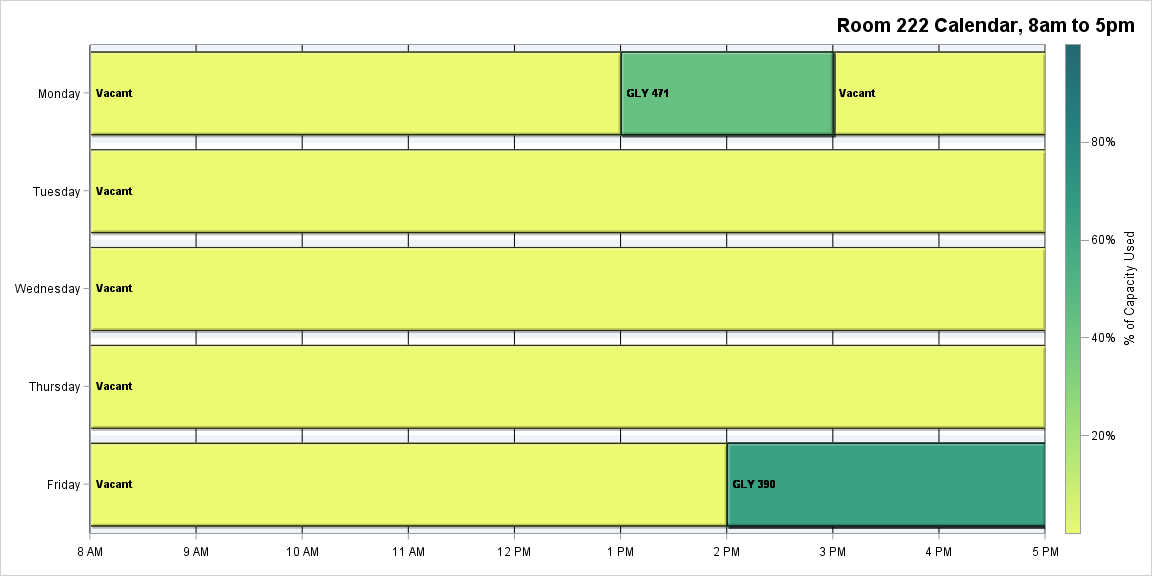 Room 222 Calendar, 8am to 5pm
Monday
Vacant
GLY 471
Vacant
Tuesday
Vacant
Wednesday
Vacant
Thursday
Vacant
Friday
Vacant
GLY 390
8 AM
9 AM
10 AM
11 AM
12 PM
1 PM
2 PM
3 PM
4 PM
5 PM
80%
60%
40%
20%
% of Capacity Used